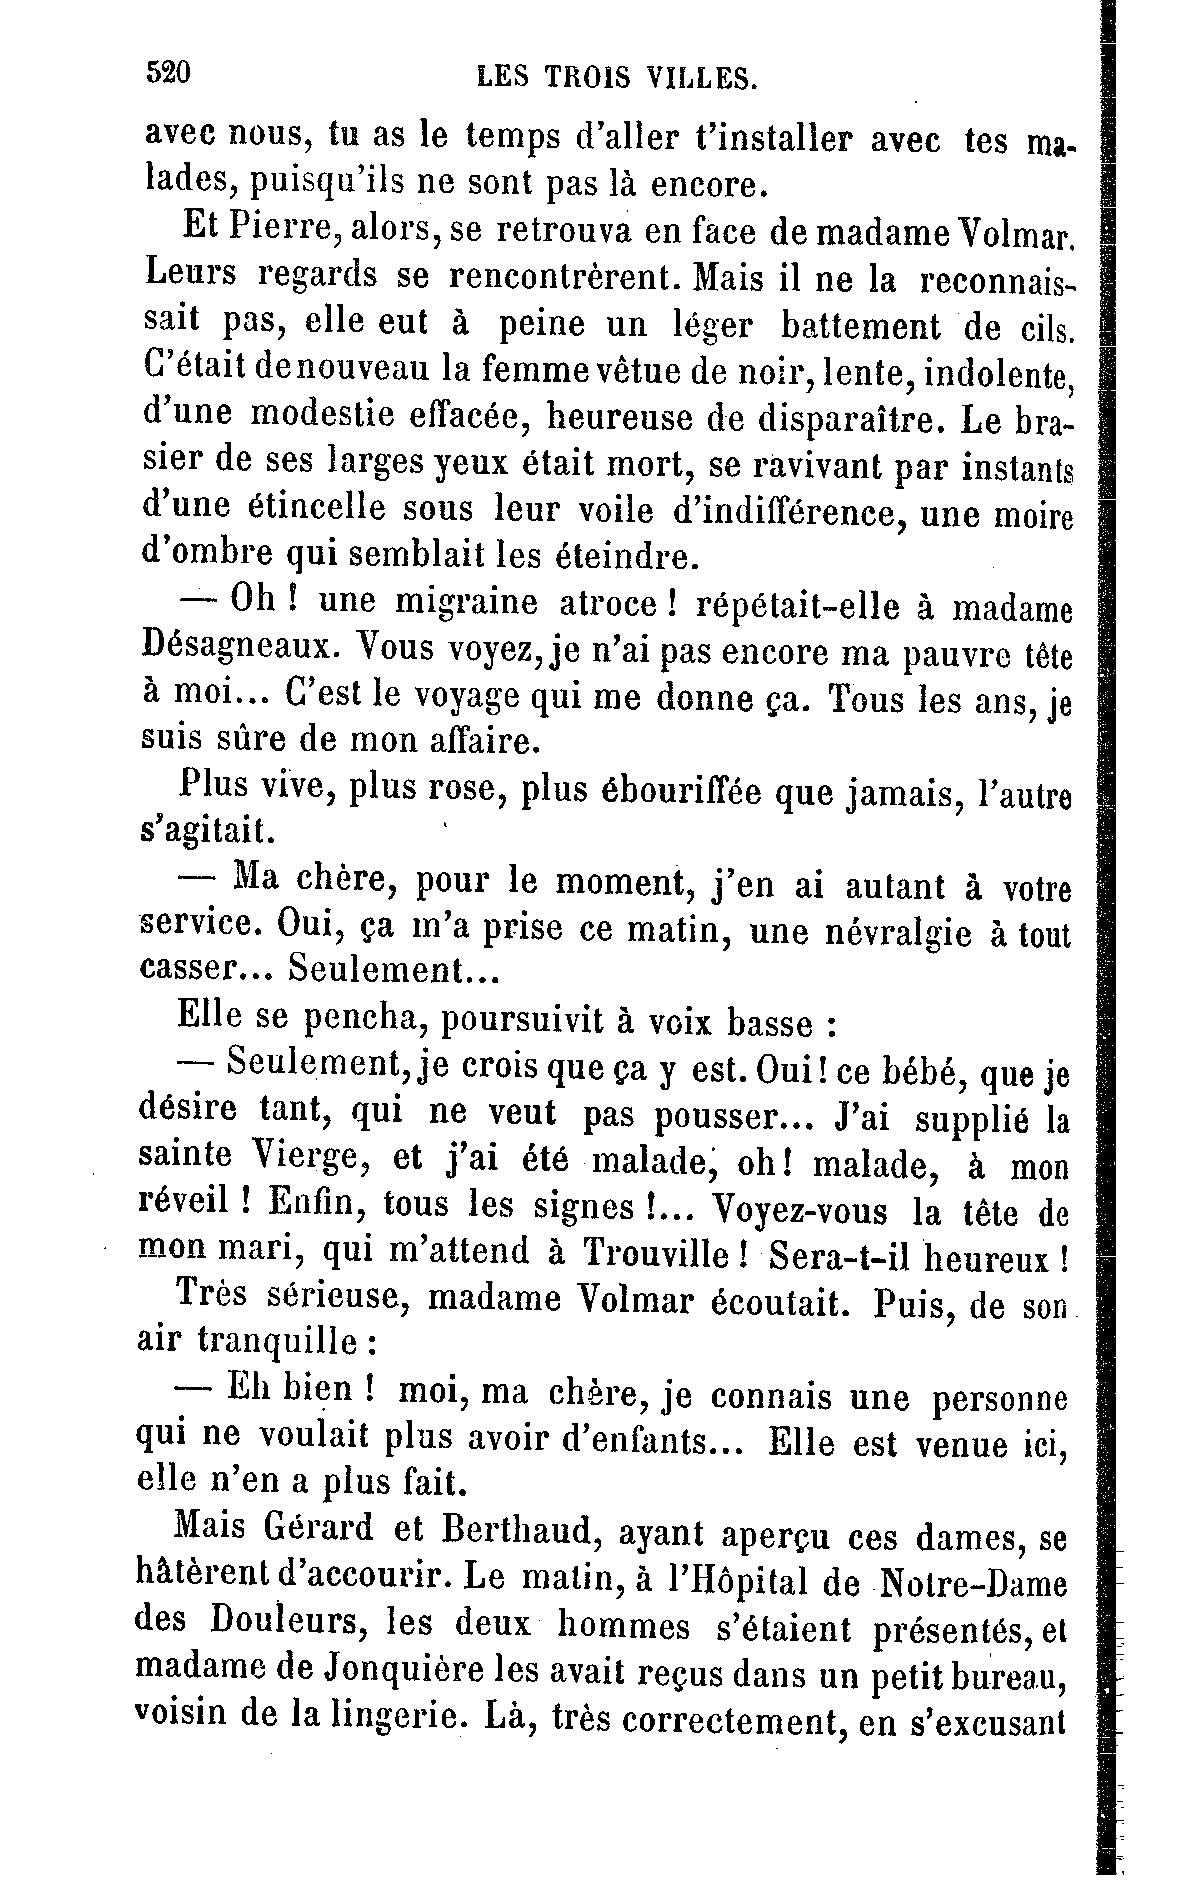 520 LES TROIS VILLES.
avec nous, tu as le temps d'aller t'installer avec tes ma-
lades, puisqu'ils ne sont pas là encore.
Et Pierre, alors, se retrouva en face de madame Volmar.
Leurs regards se rencontrèrent. Mais il ne la reconnais-
sait pas, elle eut à peine un léger battement de cils.
C'était de nouveau la femme vêtue de noir, lente, indolente,
d'une modestie effacée, heureuse de disparaître. Le bra-
sier de ses larges yeux était mort, se ravivant par instants
d'une étincelle sous leur voile d'indifférence, une moire
d'ombre qui semblait les éteindre.
— Oh ! une migraine atroce ! répétait-elle à madame
Désagneaux. Vous voyez, je n'ai pas encore ma pauvre tête
à moi... C'est le voyage qui me donne ça. Tous les ans, je
suis sûre de mon affaire.
Plus vive, plus rose, plus ébouriffée que jamais, l'autre
s'agitait.
— Ma chère, pour le moment, j'en ai autant à votre
service. Oui, ça m'a prise ce matin, une névralgie à tout
casser... Seulement...
Elle se pencha, poursuivit à voix basse :
— Seulement, je crois que ça y est. Oui! ce bébé, que je
désire tant, qui ne veut pas pousser... J'ai supplié la
sainte Vierge, et j'ai été malade, oh! malade, à mon
réveil ! Enfin, tous les signes !... Voyez-vous la tête de
mon mari, qui m'attend à Trouville ! Sera-t-il heureux !
Très sérieuse, madame Volmar écoutait. Puis, de son
air tranquille :
— Eh bien ! moi, ma chère, je connais une personne
qui ne voulait plus avoir d'enfants... Elle est venue ici,
elle n'en a plus fait.
Mais Gérard et Berthaud, ayant aperçu ces dames, se
hâtèrent d'accourir. Le matin, à l'Hôpital de Notre-Dame
des Douleurs, les deux hommes s'étaient présentés, et
madame de Jonquière les avait reçus dans un petit bureau,
voisin de la lingerie. Là, très correctement, en s'excusant